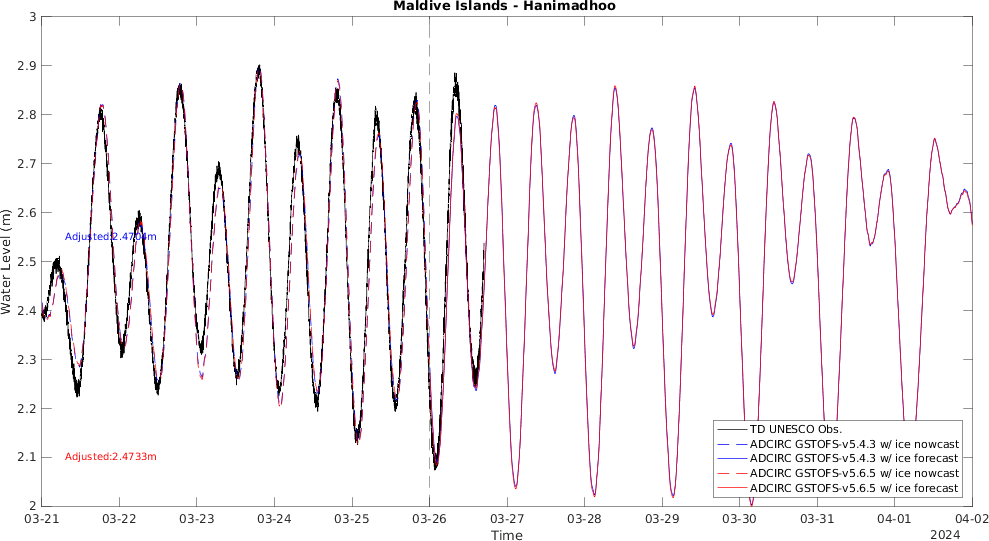 Maldive Islands - Hanimadhoo
Water Level (m)
3
2.9
2.8
2.7
2.6
2.5
2.4
2.3
2.2
2.1
2
Adjusted:2.4704m
Adjusted:2.4733m
TD UNESCO Obs.
ADCIRC GSTOFS-v5.4.3 w/ ice nowcast
ADCIRC GSTOFS-v5.4.3 w/ ice forecast
ADCIRC GSTOFS-v5.6.5 w/ ice nowcast
ADCIRC GSTOFS-v5.6.5 w/ ice forecast
03-21 03-22 03-23 03-24 03-25 03-26 03-27 03-28 03-29 03-30 03-31 04-01 04-02
Time
2024